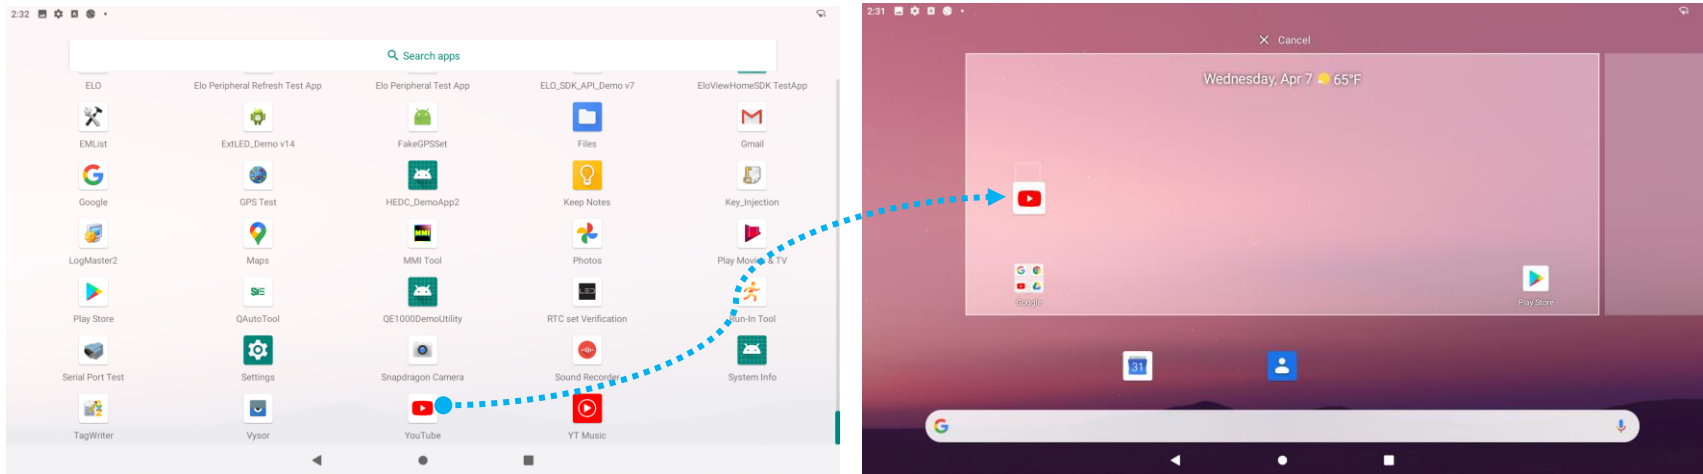 2:32
Search apps
ELO
Elo Peripheral Refresh Test App
Elo Peripheral Test App
ELO_SDK_API_Demo v7
EloViewHomeSDK TestApp
EMList
ExtLED_Demo v14
FakeGPSSet
Files
Gmail
Google
GPS Test
HEDC_DemoApp2
Keep Notes
Key_Injection
LogMaster2
Maps
MMI
MMI Tool
Photos
Play Movies & TV
Play Store
QAutoTool
QE1000DemoUtility
RTC set Verification
Run-In Tool
Serial Port Test
Settings
Snapdragon Camera
Sound Recorder
System Info
TagWriter
Vysor
YouTube
YT Music
2:31
Cancel
Wednesday, Apr 7 65°F
Google
Play Store
31